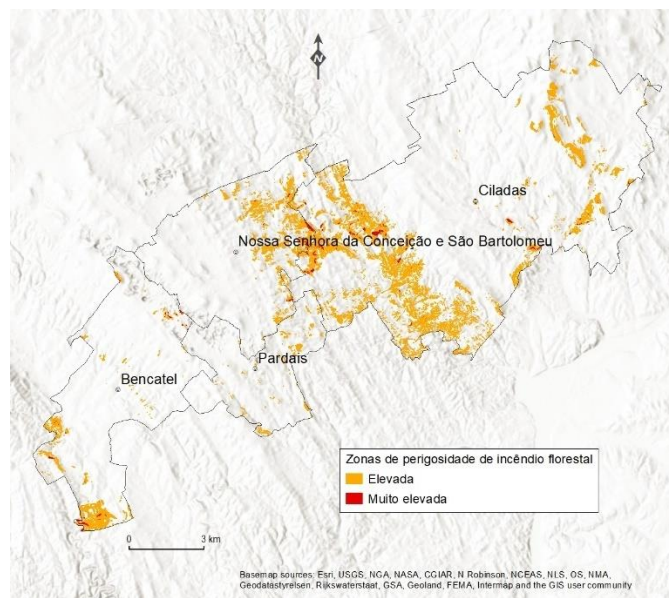 N
Ciladas
Nossa Senhora da Conceição e São Bartolomeu
Pardais
Bencatel
Zonas de perigosidade de incêndio florestal
Elevada
Muito elevada
0 3 km
Basemap sources: Esri, USGS, NGA, NASA, CGIAR, N Robinson, NCEAS, NLS, OS, NMA,
Geodatastyrelsen, Rijkswaterstaat, GSA, Geoland, FEMA, Intermap and the GIS user community